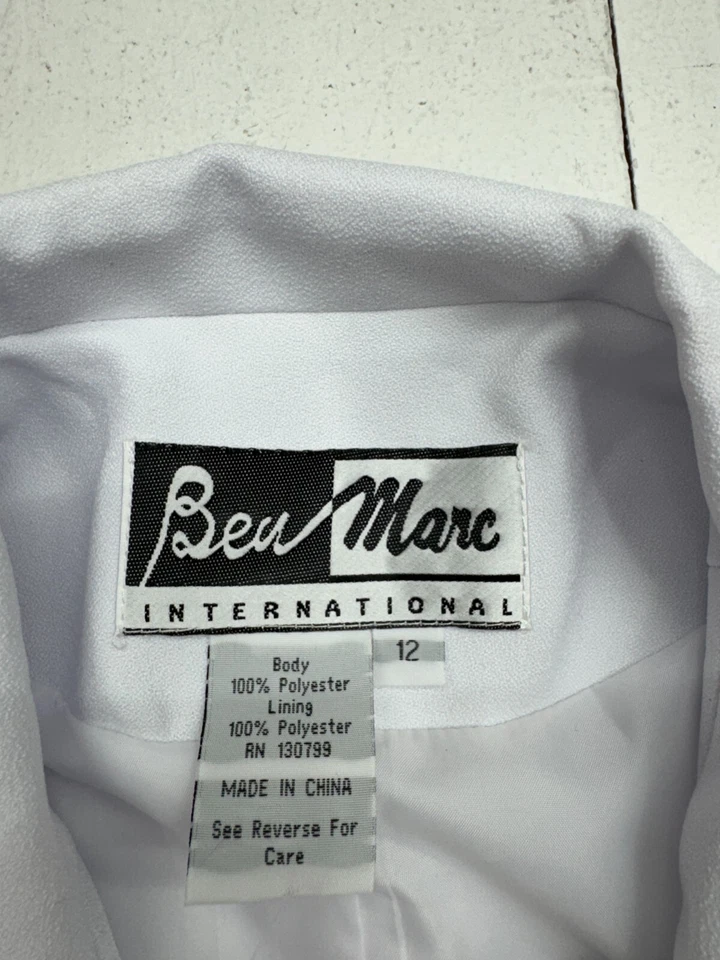 Ben Marc
INTERNATIONAL
12
Body
100% Polyester
Lining
100% Polyester
RN 130799
MADE IN CHINA
See Reverse For
Care